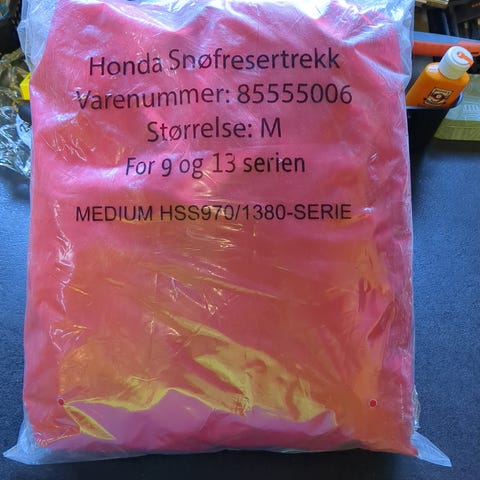 Honda Snøfresertrekk
Varenummer: 85555006
Størrelse: M
For 9 og 13 serien
MEDIUM HSS970/1380-SERIE